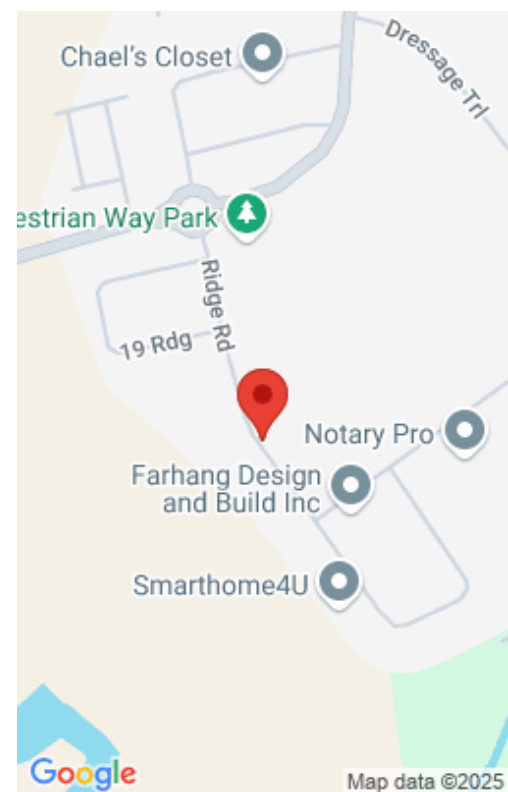 Dressage Trl
Chael's Closet
estrian Way Park
Ridge Rd
19 Rdg
Notary Pro
Farhang Design
and Build Inc
Smarthome4U
Google
Map data ©2025